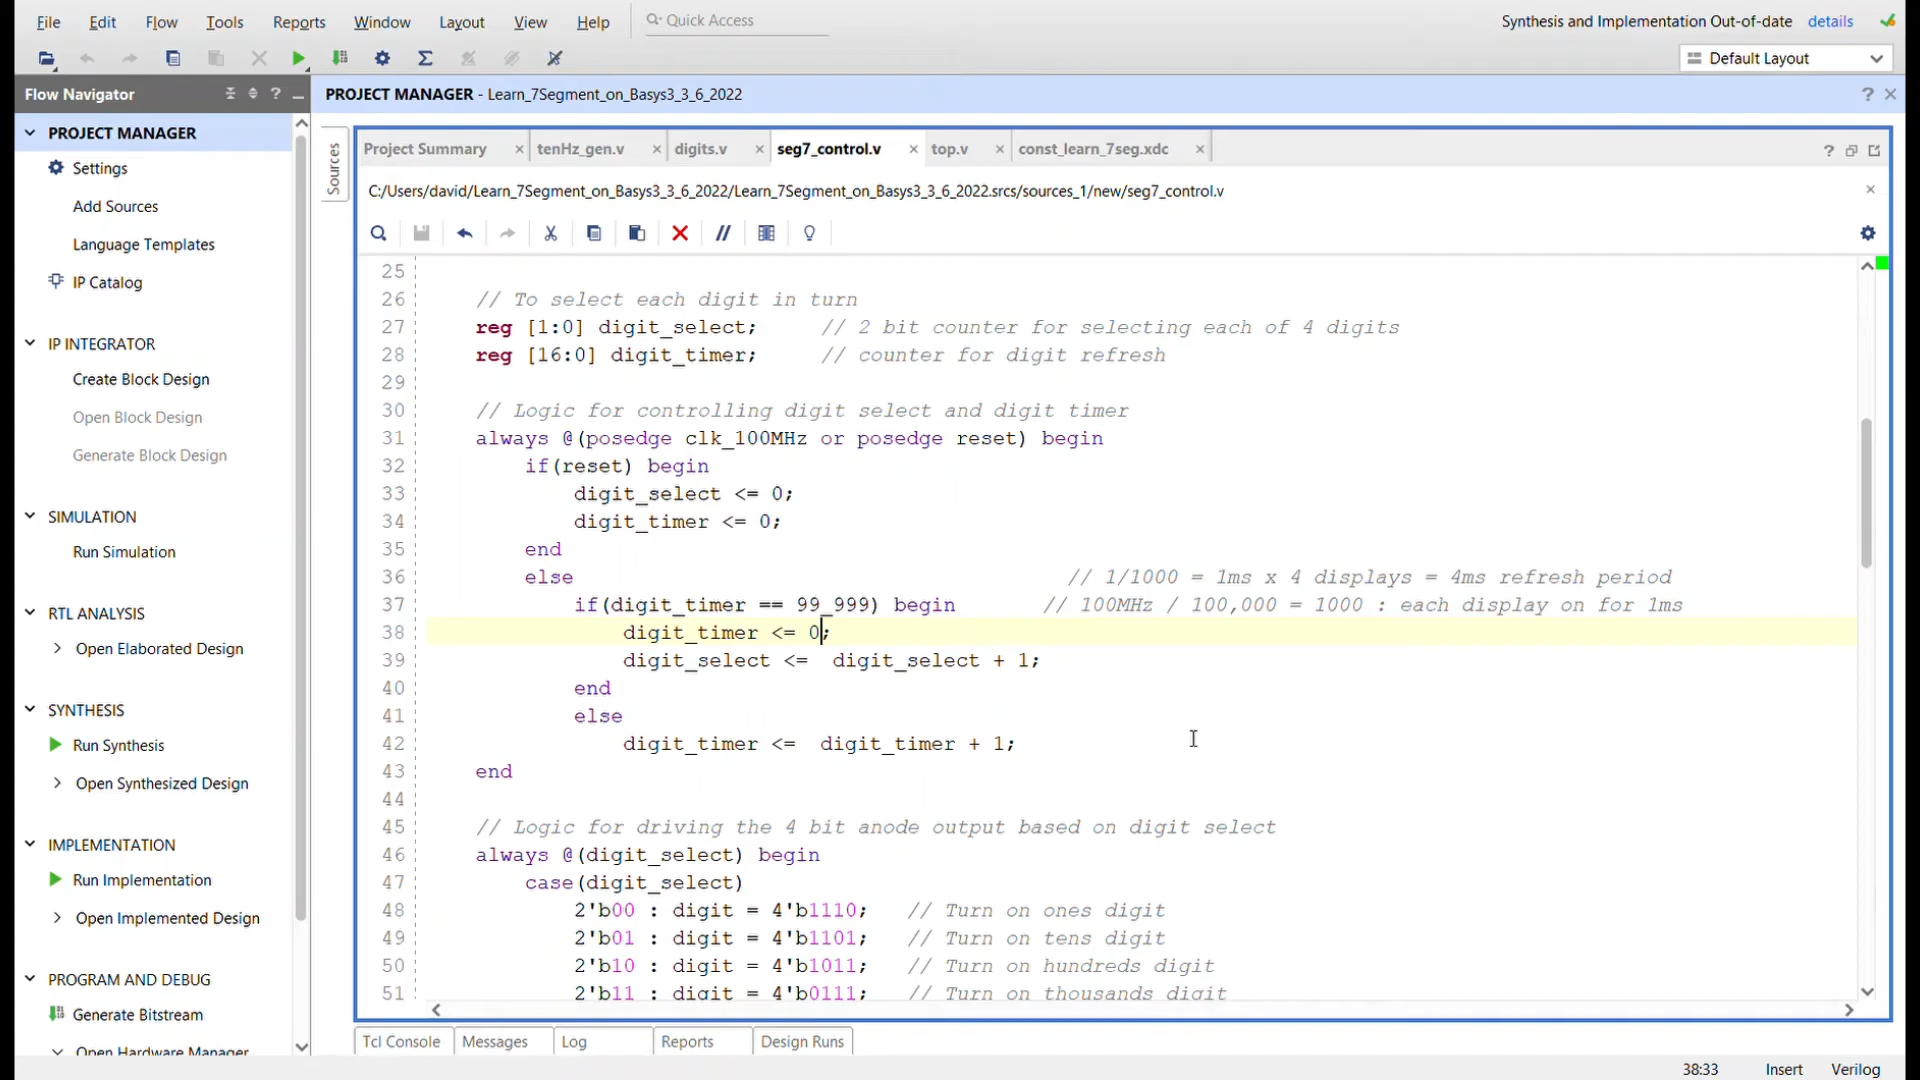 File Edit Flow Tools Reports Window Layout View Help Quick Access
Synthesis and Implementation Out-of-date details
Default Layout
Flow Navigator
PROJECT MANAGER
Settings
Add Sources
Language Templates
IP Catalog
IP INTEGRATOR
Create Block Design
Open Block Design
Generate Block Design
SIMULATION
Run Simulation
RTL ANALYSIS
Open Elaborated Design
SYNTHESIS
Run Synthesis
Open Synthesized Design
IMPLEMENTATION
Run Implementation
Open Implemented Design
PROGRAM AND DEBUG
Generate Bitstream
Open Hardware Manager
PROJECT MANAGER - Learn_7Segment_on_Basys3_3_6_2022
Sources
Project Summary tenHz_gen.v digits.v seg7_control.v top.v const_learn_7seg.xdc
C:/Users/david/Learn_7Segment_on_Basys3_3_6_2022/Learn_7Segment_on_Basys3_3_6_2022.srcs/sources_1/new/seg7_control.v
25
26 // To select each digit in turn
27 reg [1:0] digit_select; // 2 bit counter for selecting each of 4 digits
28 reg [16:0] digit_timer; // counter for digit refresh
29
30 // Logic for controlling digit select and digit timer
31 always @(posedge clk_100MHz or posedge reset) begin
32 if(reset) begin
33 digit_select <= 0;
34 digit_timer <= 0;
35 end
36 else // 1/1000 = 1ms x 4 displays = 4ms refresh period
37 if(digit_timer == 99_999) begin // 100MHz / 100,000 = 1000 : each display on for 1ms
38 digit_timer <= 0;
39 digit_select <= digit_select + 1;
40 end
41 else
42 digit_timer <= digit_timer + 1;
43 end
44
45 // Logic for driving the 4 bit anode output based on digit select
46 always @(digit_select) begin
47 case(digit_select)
48 2'b00 : digit = 4'b1110; // Turn on ones digit
49 2'b01 : digit = 4'b1101; // Turn on tens digit
50 2'b10 : digit = 4'b1011; // Turn on hundreds digit
51 2'b11 : digit = 4'b0111; // Turn on thousands digit
Tcl Console Messages Log Reports Design Runs
38:33 Insert Verilog